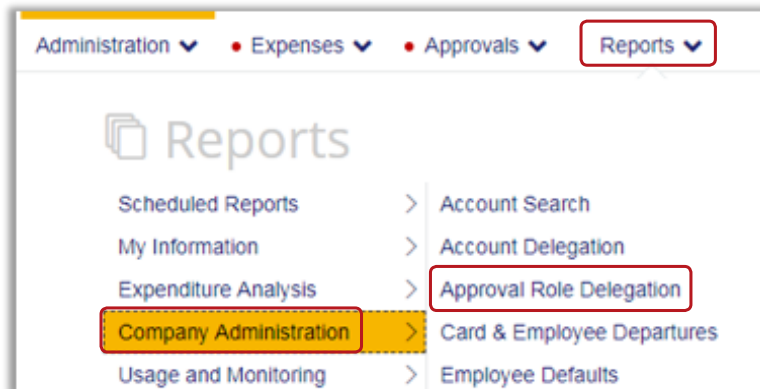 Administration Expenses Approvals Reports
Reports
Scheduled Reports Account Search
My Information Account Delegation
Expenditure Analysis Approval Role Delegation
Company Administration Card & Employee Departures
Usage and Monitoring Employee Defaults